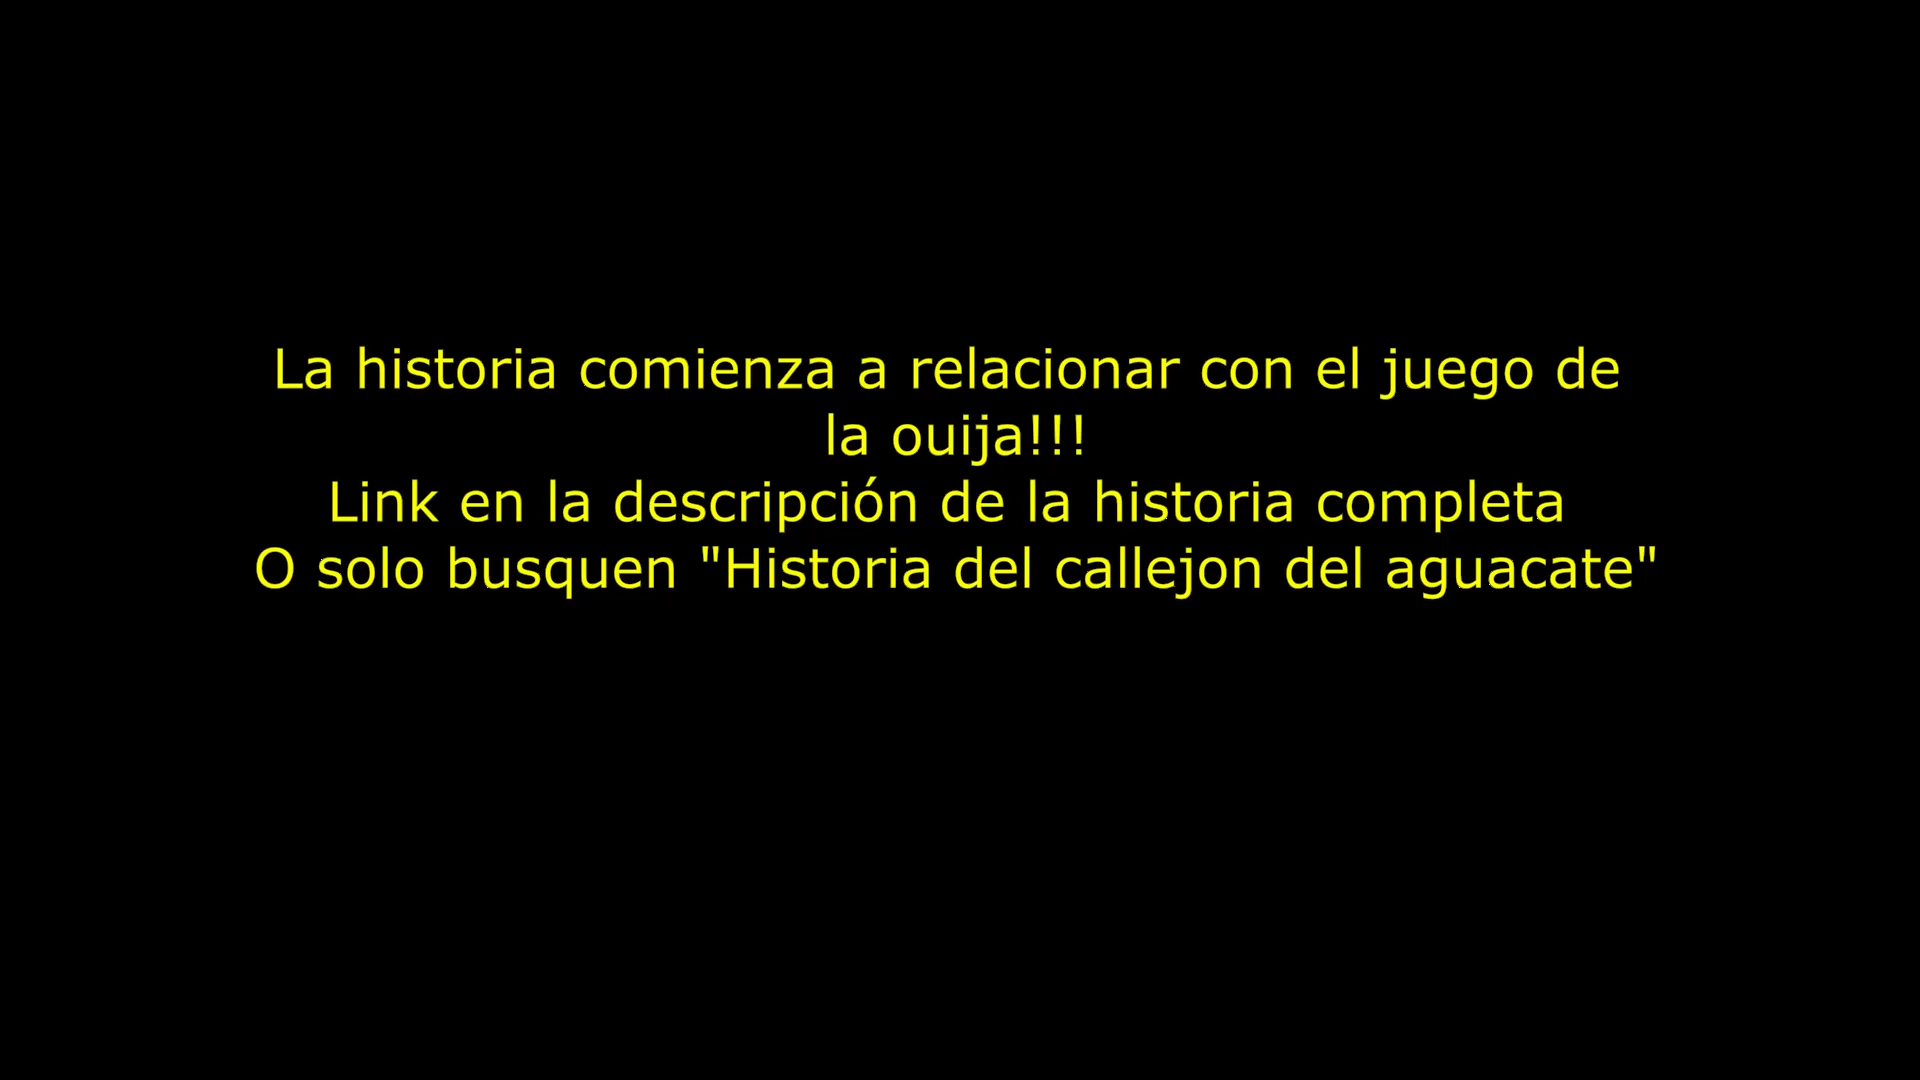 La historia comienza a relacionar con el juego de
la ouija!!!
Link en la descripción de la historia completa
O solo busquen "Historia del callejon del aguacate"